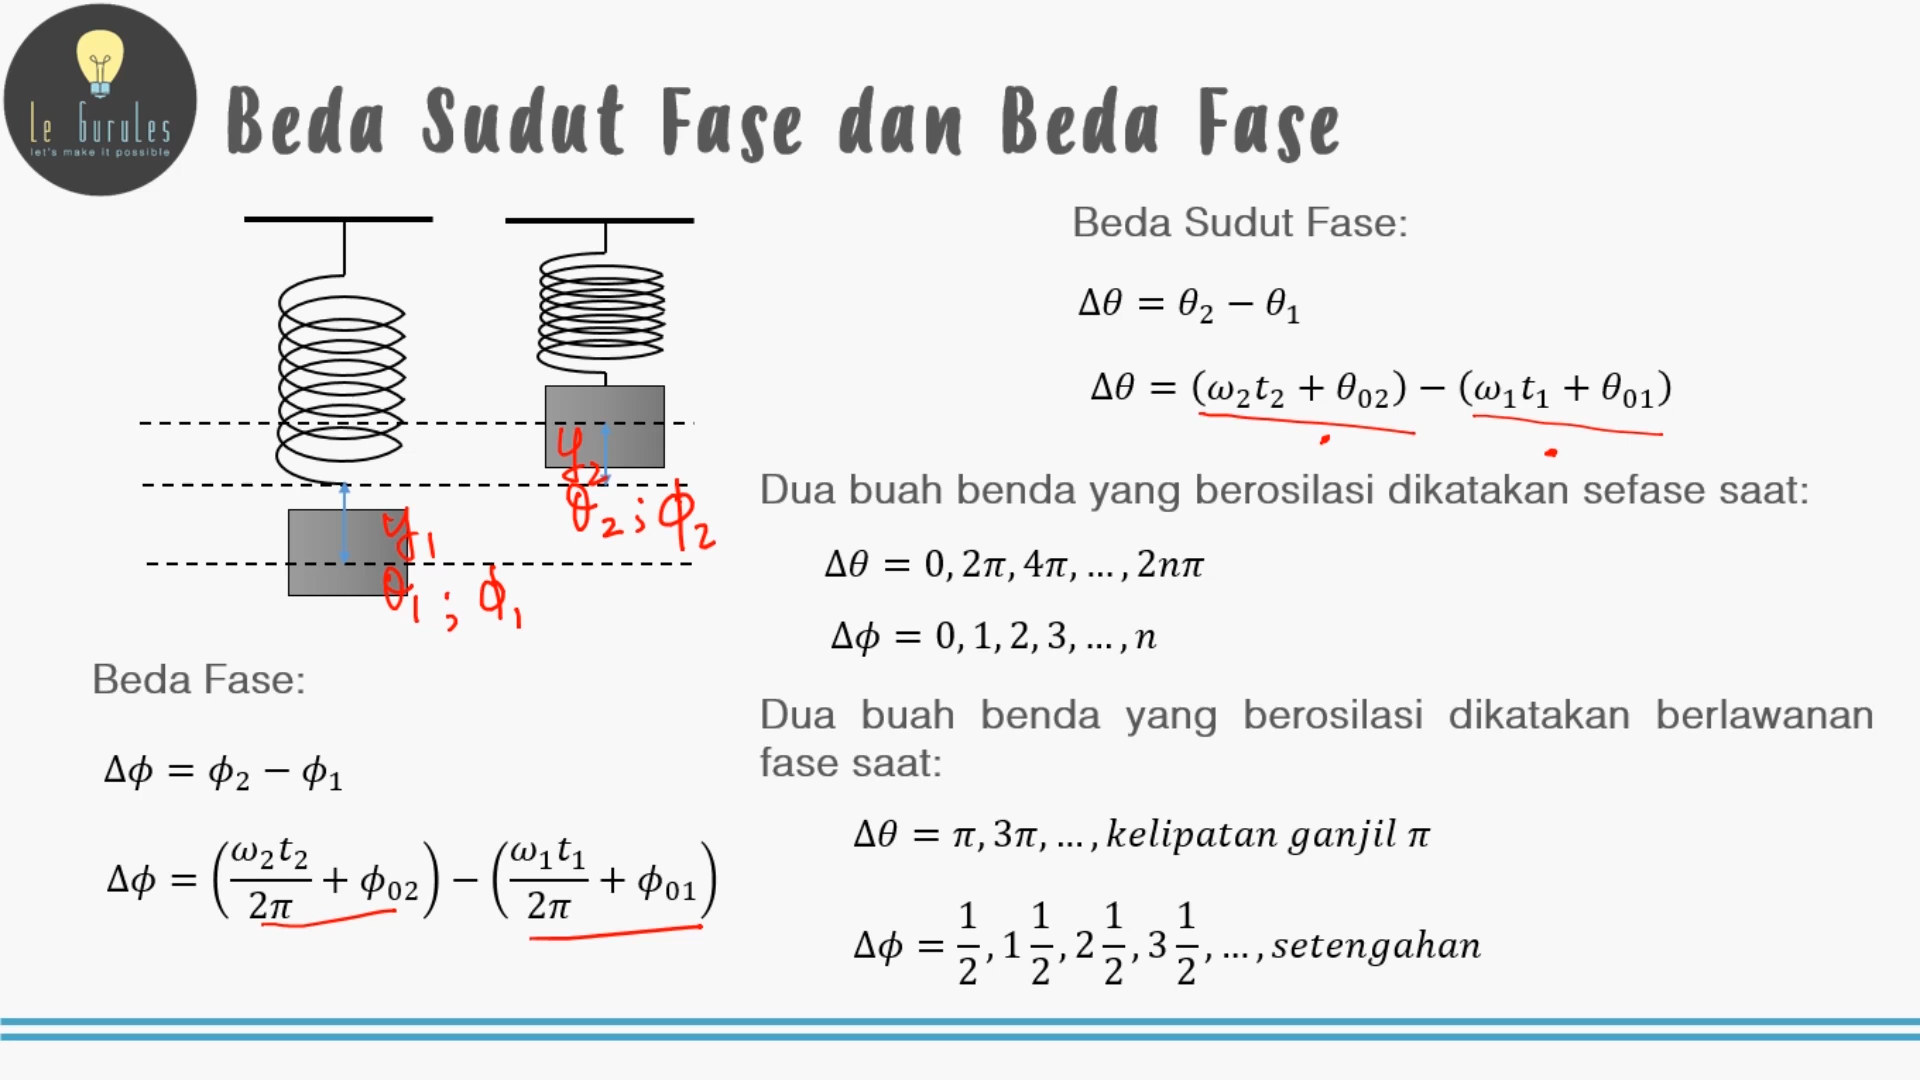 le burules
let's make it possible
Beda Sudut Fase dan Beda Fase
y₂
θ₂ ; ϕ₂
y₁
θ₁ ; ϕ₁
Beda Fase:
Δϕ = ϕ₂ − ϕ₁
Δϕ = (ω₂t₂/2π + ϕ₀₂) − (ω₁t₁/2π + ϕ₀₁)
Beda Sudut Fase:
Δθ = θ₂ − θ₁
Δθ = (ω₂t₂ + θ₀₂) − (ω₁t₁ + θ₀₁)
Dua buah benda yang berosilasi dikatakan sefase saat:
Δθ = 0, 2π, 4π, … , 2nπ
Δϕ = 0, 1, 2, 3, … , n
Dua buah benda yang berosilasi dikatakan berlawanan
fase saat:
Δθ = π, 3π, … , kelipatan ganjil π
Δϕ = 1/2, 1 1/2, 2 1/2, 3 1/2, … , setengahan